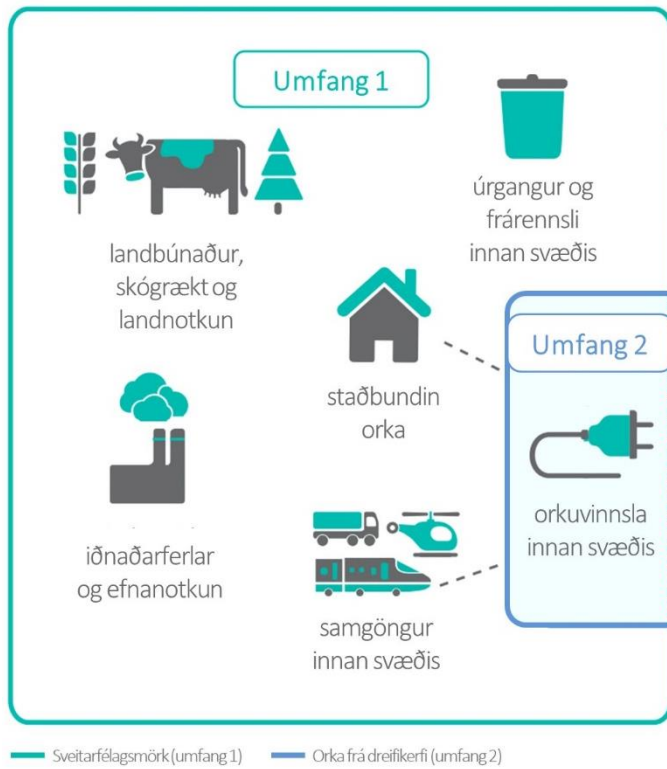 Umfang 1
landbúnaður,
skógrækt og
landnotkun
úrgangur og
frárennsli
innan svæðis
staðbundin
orka
Umfang 2
orkuvinnsla
innan svæðis
iðnaðarferlar
og efnanotkun
samgöngur
innan svæðis
Sveitarfélagsmörk (umfang 1)
Orka frá dreifikerfi (umfang 2)